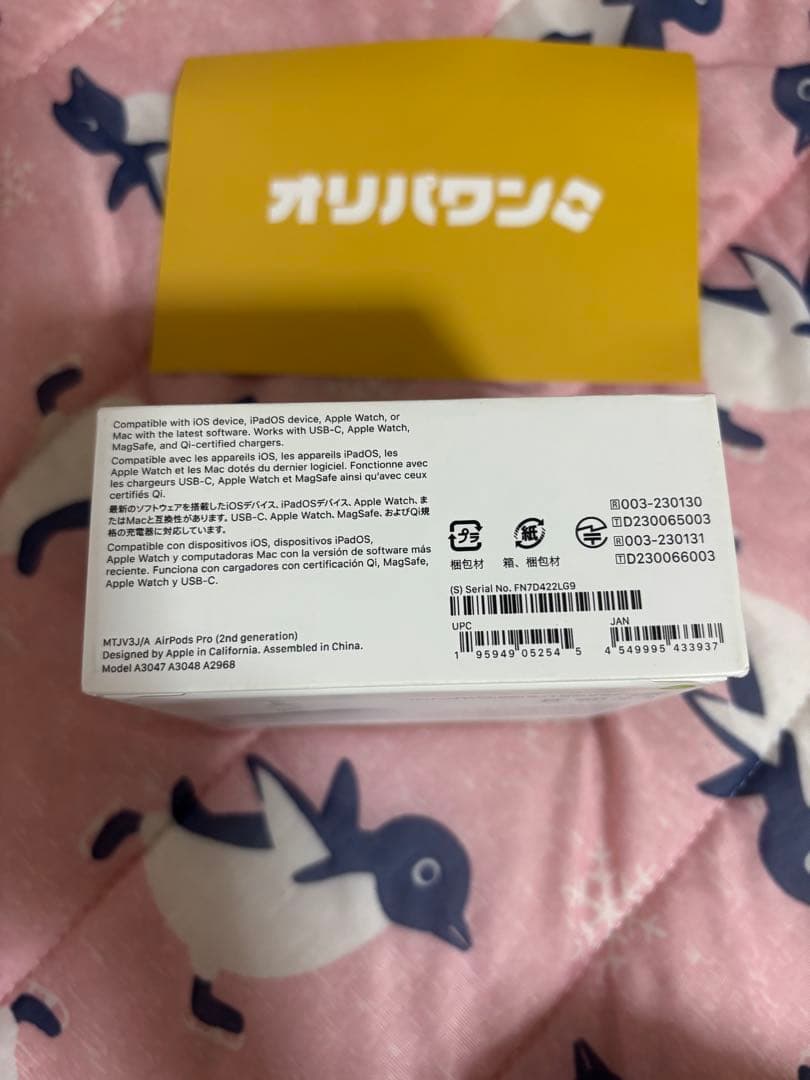 オリパワン
Compatible with iOS device, iPadOS device, Apple Watch, or
Mac with the latest software. Works with USB-C, Apple Watch,
MagSafe, and Qi-certified chargers.
Compatible avec les appareils iOS, les appareils iPadOS, les
Apple Watch et les Mac dotés du dernier logiciel. Fonctionne avec
les chargeurs USB-C, Apple Watch et MagSafe ainsi qu'avec ceux
certifiés Qi.
最新のソフトウェアを搭載したiOSデバイス、iPadOSデバイス、Apple Watch、ま
たはMacと互換性があります。USB-C、Apple Watch、MagSafe、およびQi規
格の充電器に対応しています。
Compatible con dispositivos iOS, dispositivos iPadOS,
Apple Watch y computadoras Mac con la versión de software más
reciente. Funciona con cargadores con certificación Qi, MagSafe,
Apple Watch y USB-C.
MTJV3J/A AirPods Pro (2nd generation)
Designed by Apple in California. Assembled in China.
Model A3047 A3048 A2968
プラ
梱包材
紙
箱、梱包材
R 003-230130
T D230065003
R 003-230131
T D230066003
(S) Serial No. FN7D422LG9
UPC
1 95949 05254 5
JAN
4 549995 433937